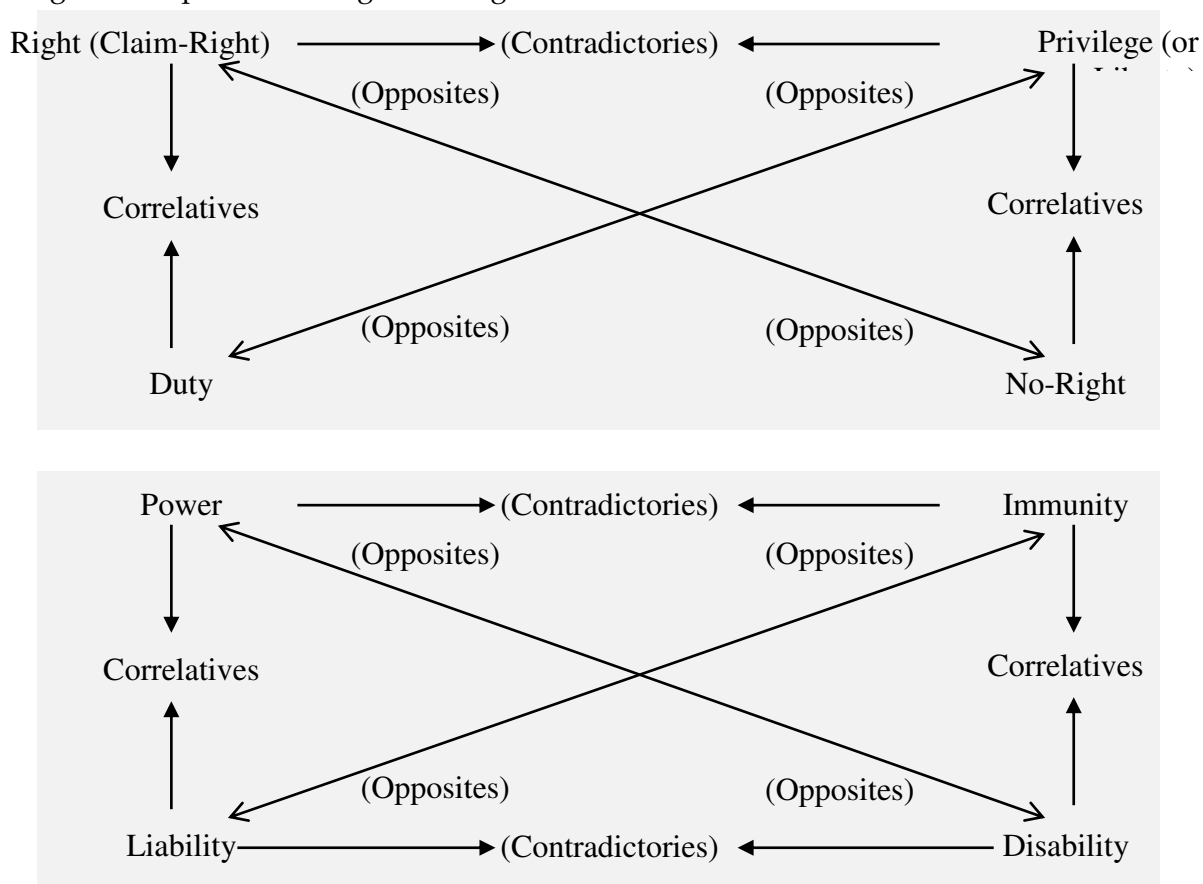 Right (Claim-Right) (Contradictories) Privilege (or
(Opposites) (Opposites)
Correlatives Correlatives
(Opposites) (Opposites)
Duty No-Right
Power (Contradictories) Immunity
(Opposites) (Opposites)
Correlatives Correlatives
(Opposites) (Opposites)
Liability (Contradictories) Disability